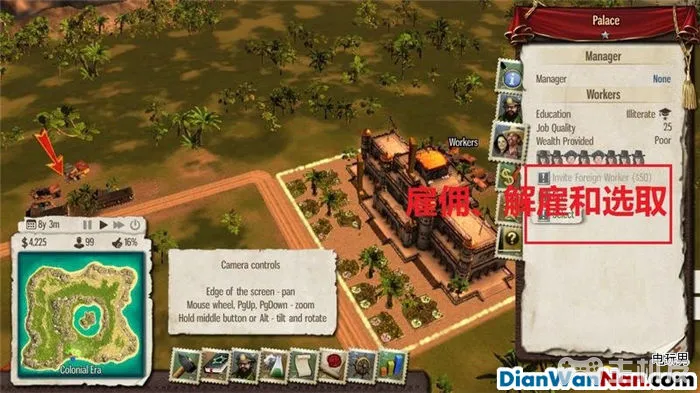 Palace
Manager
Manager None
Workers
Education Illiterate
Job Quality 25
Wealth Provided Poor
Invite Foreign Worker
Select
雇佣、解雇和选取
Workers
8y 3m
$4,225 99 16%
Colonial Era
Camera controls
Edge of the screen - pan
Mouse wheel, PgUp, PgDown - zoom
Hold middle button or Alt - tilt and rotate
电玩男
DianWanNan.com